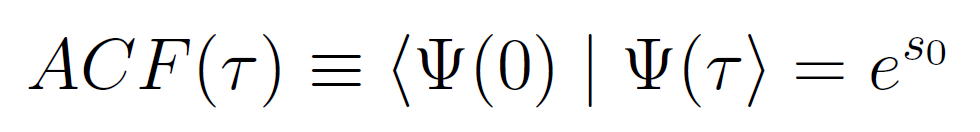 ACF(τ) ≡ ⟨Ψ(0) | Ψ(τ⟩ = e^{s_0}